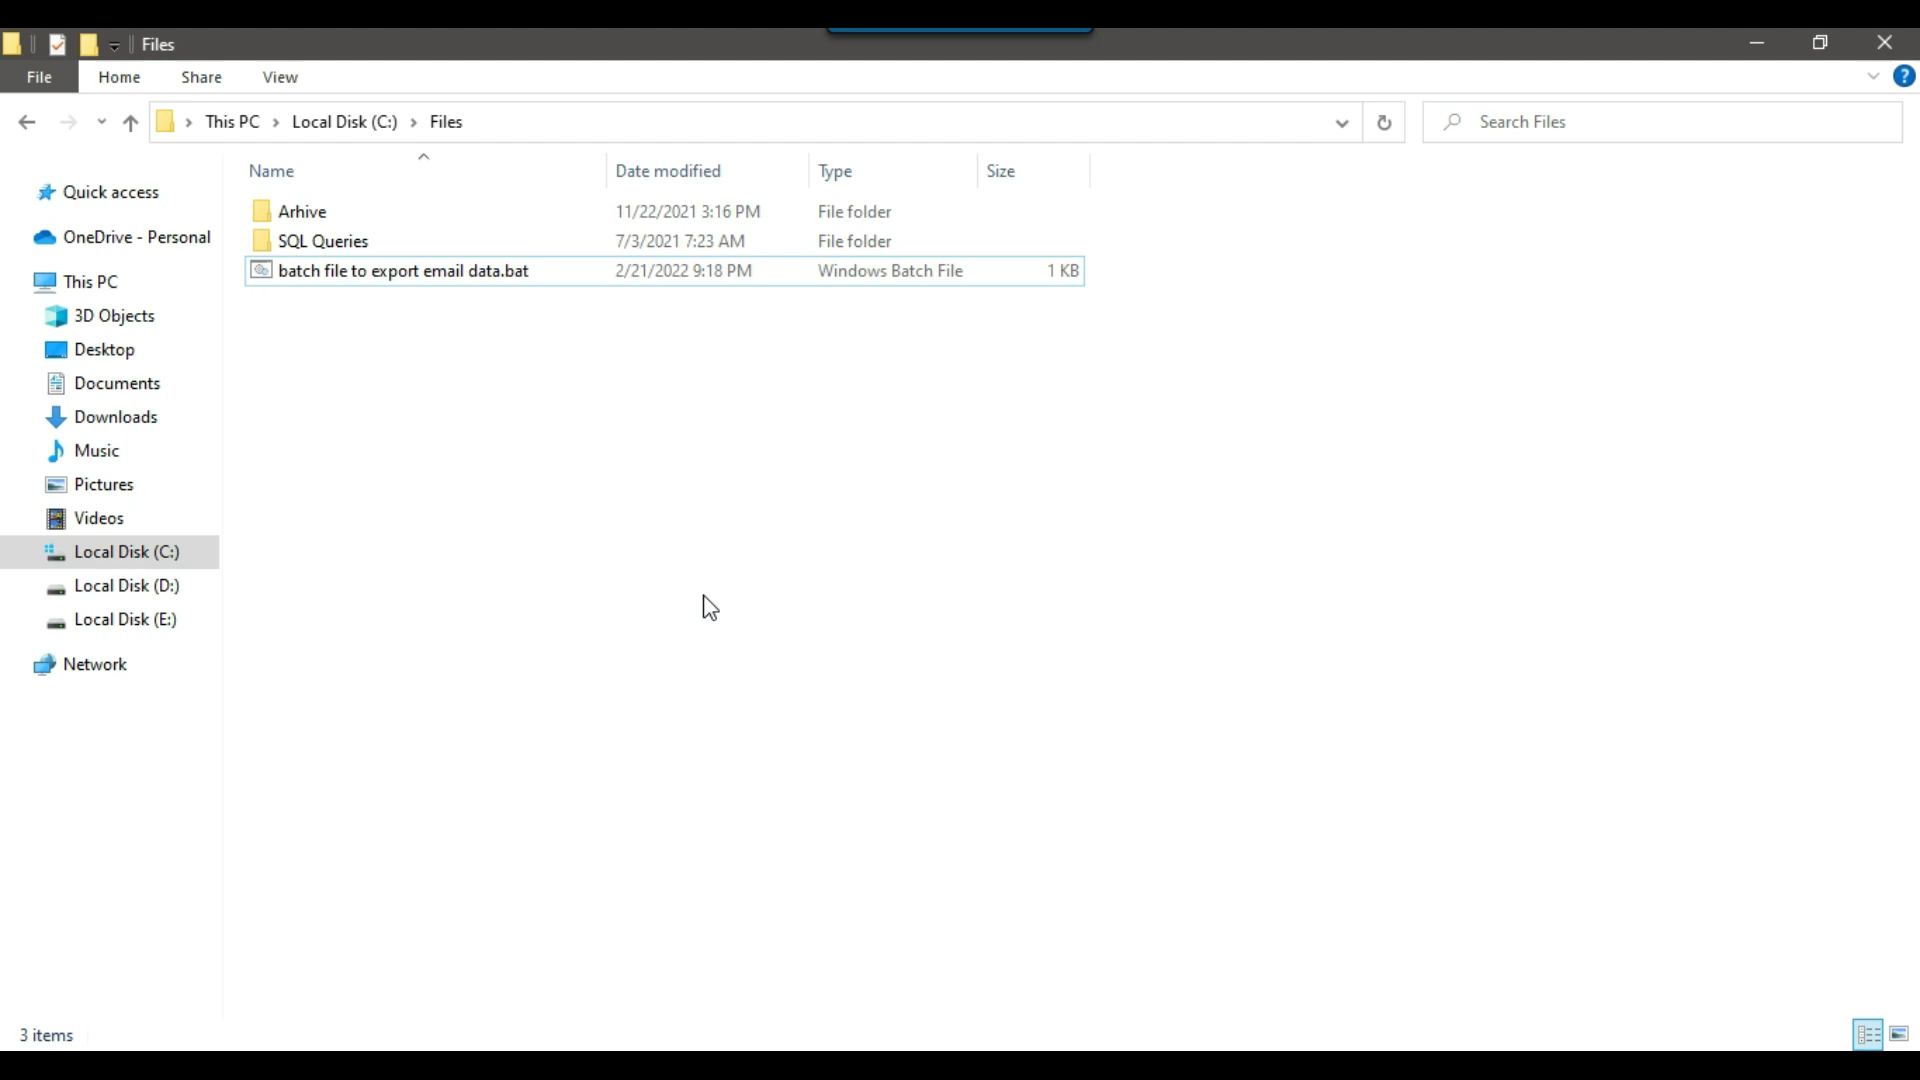 Files
File Home Share View
This PC > Local Disk (C:) > Files
Search Files
Name Date modified Type Size
Arhive 11/22/2021 3:16 PM File folder
SQL Queries 7/3/2021 7:23 AM File folder
batch file to export email data.bat 2/21/2022 9:18 PM Windows Batch File 1 KB
Quick access
OneDrive - Personal
This PC
3D Objects
Desktop
Documents
Downloads
Music
Pictures
Videos
Local Disk (C:)
Local Disk (D:)
Local Disk (E:)
Network
3 items